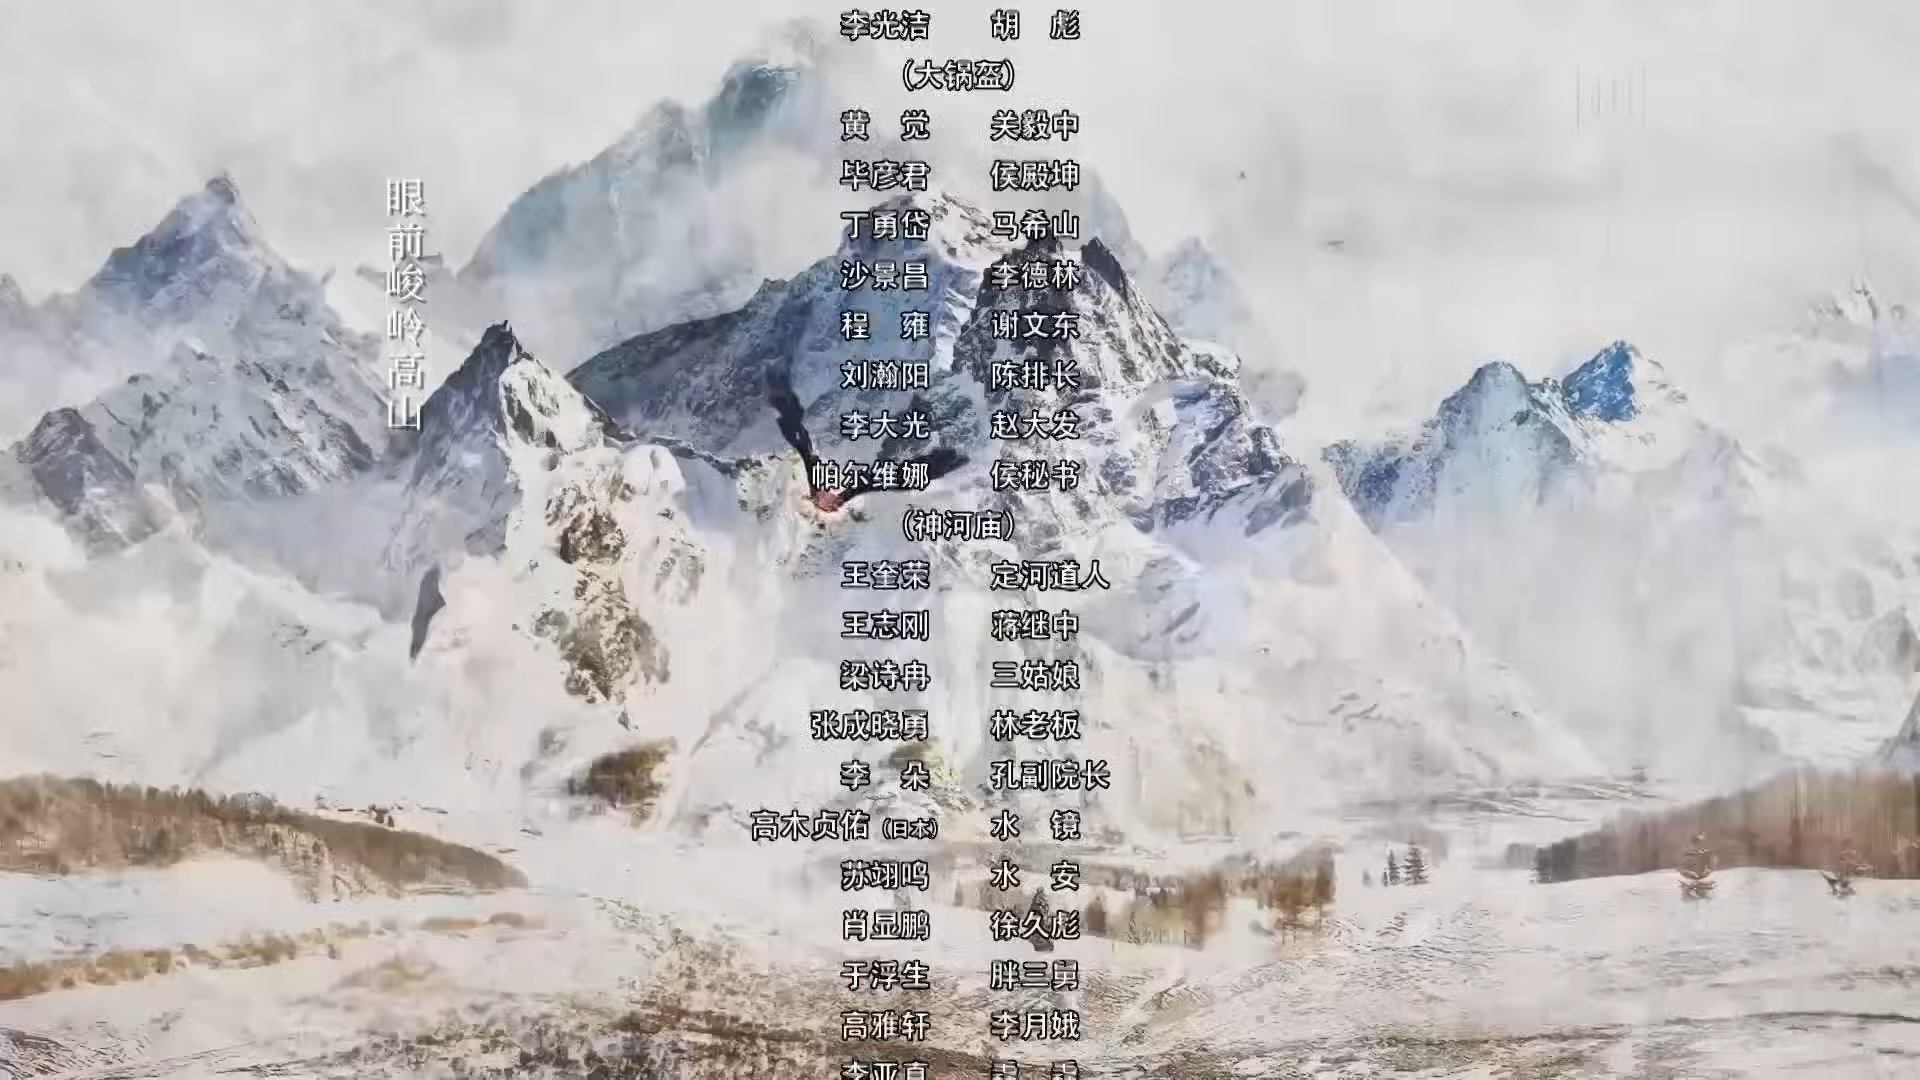 李光洁 胡 彪
（大锅盔）
黄 觉 关毅中
毕彦君 侯殿坤
丁勇岱 马希山
沙景昌 李德林
程 雍 谢文东
刘瀚阳 陈排长
李大光 赵大发
帕尔维娜 侯秘书
（神河庙）
王奎荣 定河道人
王志刚 蒋继中
梁诗冉 三姑娘
张成晓勇 林老板
李 朵 孔副院长
高木贞佑（日本） 水 镜
苏翊鸣 水 安
肖显鹏 徐久彪
于浮生 胖三舅
高雅轩 李月娥
眼前峻岭高山